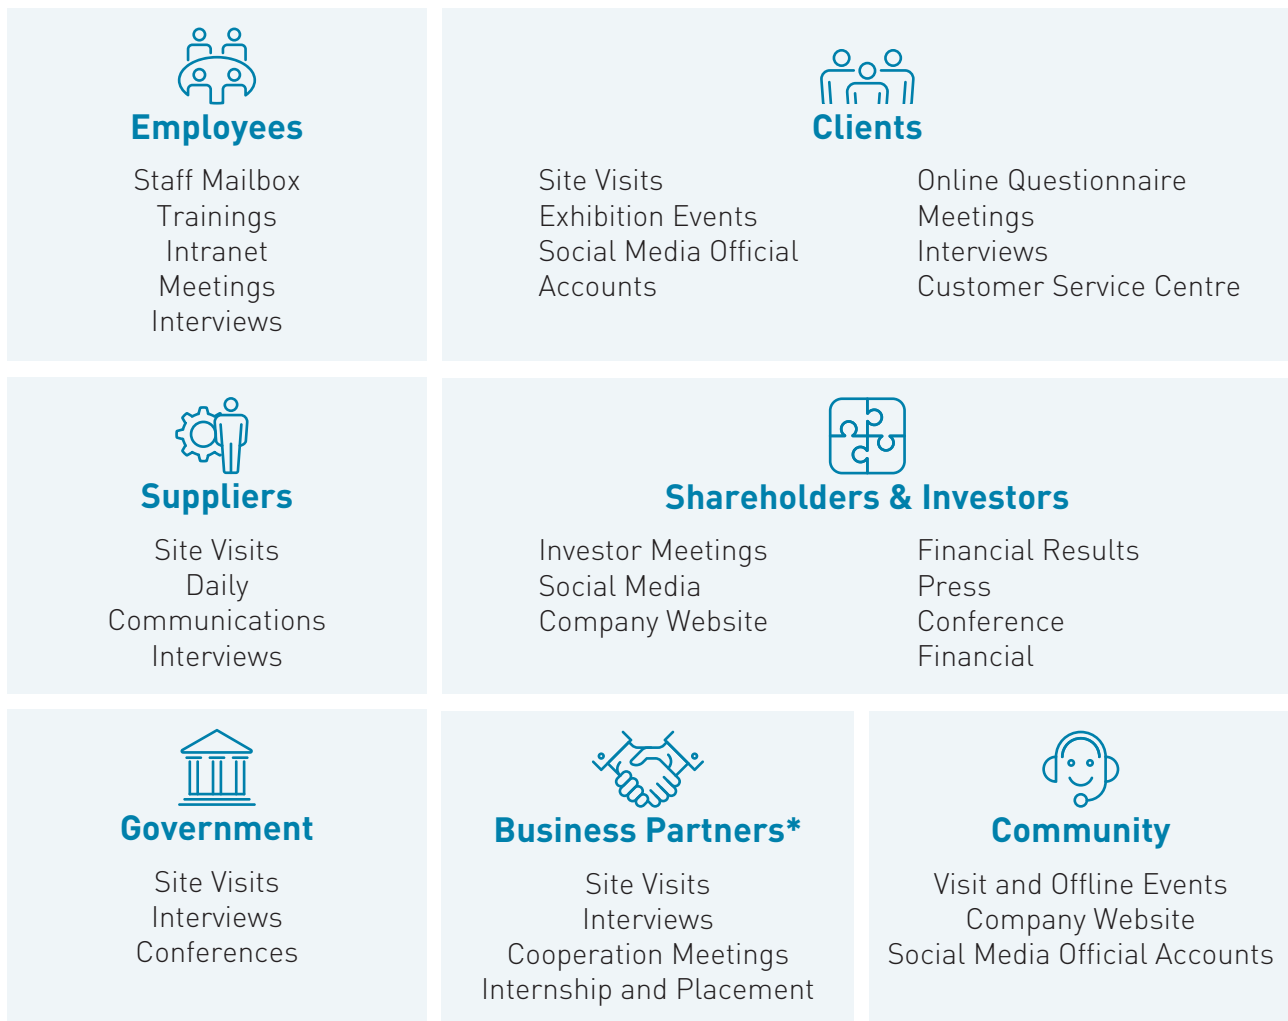 Employees
Staff Mailbox
Trainings
Intranet
Meetings
Interviews
Clients
Site Visits
Exhibition Events
Social Media Official
Accounts
Online Questionnaire
Meetings
Interviews
Customer Service Centre
Suppliers
Site Visits
Daily
Communications
Interviews
Shareholders & Investors
Investor Meetings
Social Media
Company Website
Financial Results
Press
Conference
Financial
Government
Site Visits
Interviews
Conferences
Business Partners*
Site Visits
Interviews
Cooperation Meetings
Internship and Placement
Community
Visit and Offline Events
Company Website
Social Media Official Accounts